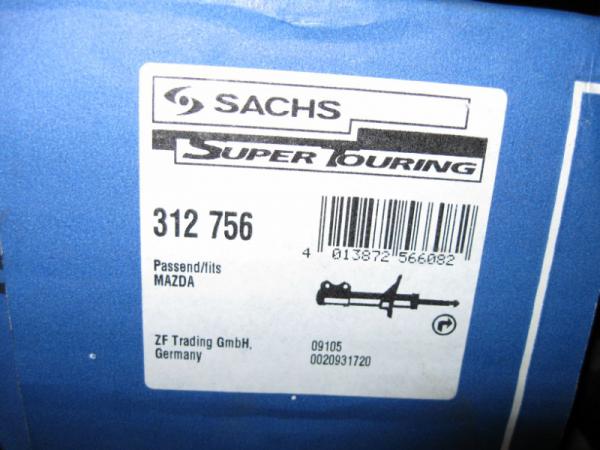 SACHS
SUPER TOURING
312 756
4 013872 566082
Passend/fits
MAZDA
ZF Trading GmbH,
Germany
09105
0020931720